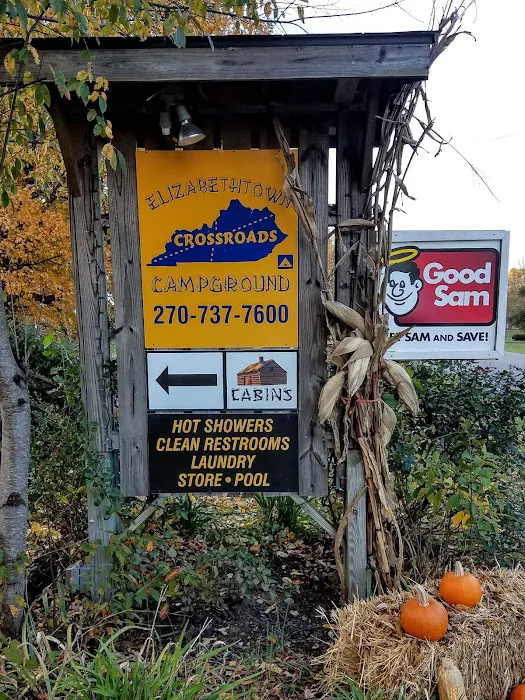 ELIZABETHTOWN
CROSSROADS
CAMPGROUND
270-737-7600
CABINS
HOT SHOWERS
CLEAN RESTROOMS
LAUNDRY
STORE • POOL
Good
Sam
SAM AND SAVE!